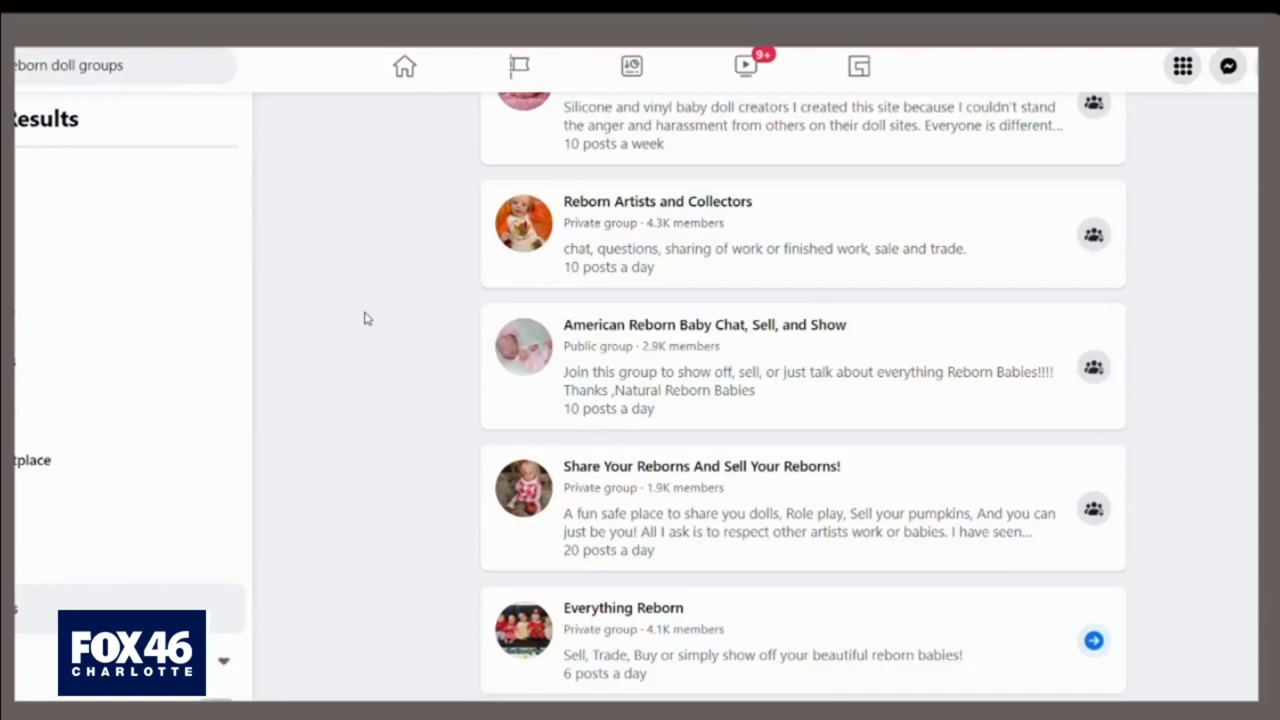 eborn doll groups
9+
Results
Silicone and vinyl baby doll creators I created this site because I couldn't stand
the anger and harassment from others on their doll sites. Everyone is different...
10 posts a week
Reborn Artists and Collectors
Private group · 4.3K members
chat, questions, sharing of work or finished work, sale and trade.
10 posts a day
American Reborn Baby Chat, Sell, and Show
Public group · 2.9K members
Join this group to show off, sell, or just talk about everything Reborn Babies!!!!
Thanks ,Natural Reborn Babies
10 posts a day
tplace
Share Your Reborns And Sell Your Reborns!
Private group · 1.9K members
A fun safe place to share you dolls, Role play, Sell your pumpkins, And you can
just be you! All I ask is to respect other artists work or babies. I have seen...
20 posts a day
s
Everything Reborn
Private group · 4.1K members
Sell, Trade, Buy or simply show off your beautiful reborn babies!
6 posts a day
FOX 46
CHARLOTTE